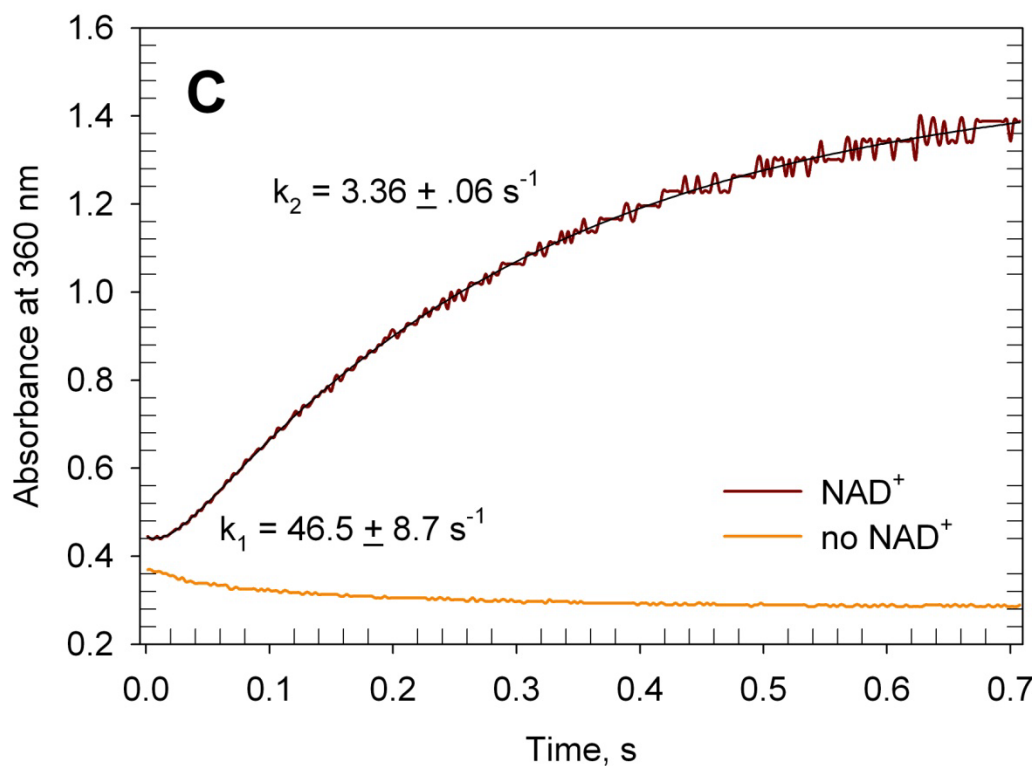 C
1.6
1.4
1.2
1.0
0.8
0.6
0.4
0.2
Absorbance at 360 nm
k₂ = 3.36 ± .06 s⁻¹
k₁ = 46.5 ± 8.7 s⁻¹
NAD⁺
no NAD⁺
0.0 0.1 0.2 0.3 0.4 0.5 0.6 0.7
Time, s